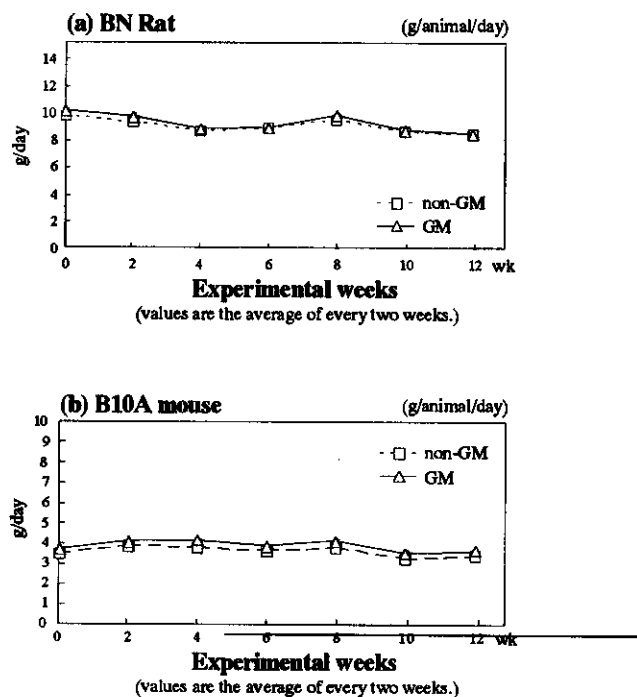 (a) BN Rat (g/animal/day)
14
12
10
8
6
4
2
0
g/day
non-GM
GM
0 2 4 6 8 10 12 wk
Experimental weeks
(values are the average of every two weeks.)
(b) B10A mouse (g/animal/day)
10
9
8
7
6
5
4
3
2
1
0
g/day
non-GM
GM
0 2 4 6 8 10 12 wk
Experimental weeks
(values are the average of every two weeks.)